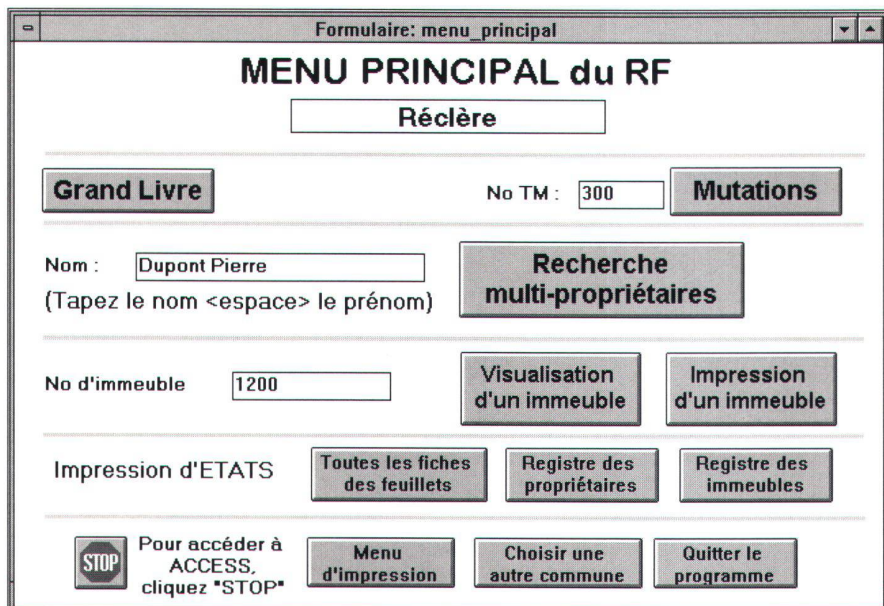 Formulaire: menu_principal
MENU PRINCIPAL du RF
Réclère
Grand Livre
No TM : 300
Mutations
Nom : Dupont Pierre
(Tapez le nom <espace> le prénom)
Recherche
multi-propriétaires
No d'immeuble 1200
Visualisation
d'un immeuble
Impression
d'un immeuble
Impression d'ETATS
Toutes les fiches
des feuillets
Registre des
propriétaires
Registre des
immeubles
STOP
Pour accéder à
ACCESS,
cliquez "STOP"
Menu
d'impression
Choisir une
autre commune
Quitter le
programme